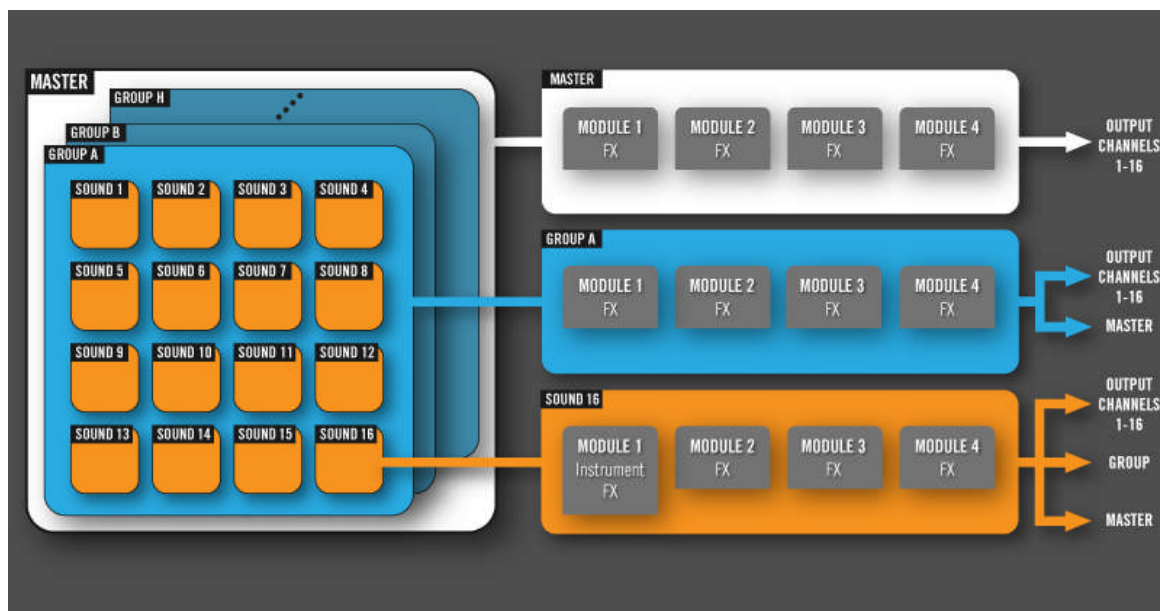 MASTER
GROUP H
GROUP B
GROUP A
SOUND 1
SOUND 2
SOUND 3
SOUND 4
SOUND 5
SOUND 6
SOUND 7
SOUND 8
SOUND 9
SOUND 10
SOUND 11
SOUND 12
SOUND 13
SOUND 14
SOUND 15
SOUND 16
MASTER
MODULE 1
FX
MODULE 2
FX
MODULE 3
FX
MODULE 4
FX
OUTPUT
CHANNELS
1-16
GROUP A
MODULE 1
FX
MODULE 2
FX
MODULE 3
FX
MODULE 4
FX
OUTPUT
CHANNELS
1-16
MASTER
SOUND 16
MODULE 1
Instrument
FX
MODULE 2
FX
MODULE 3
FX
MODULE 4
FX
OUTPUT
CHANNELS
1-16
GROUP
MASTER